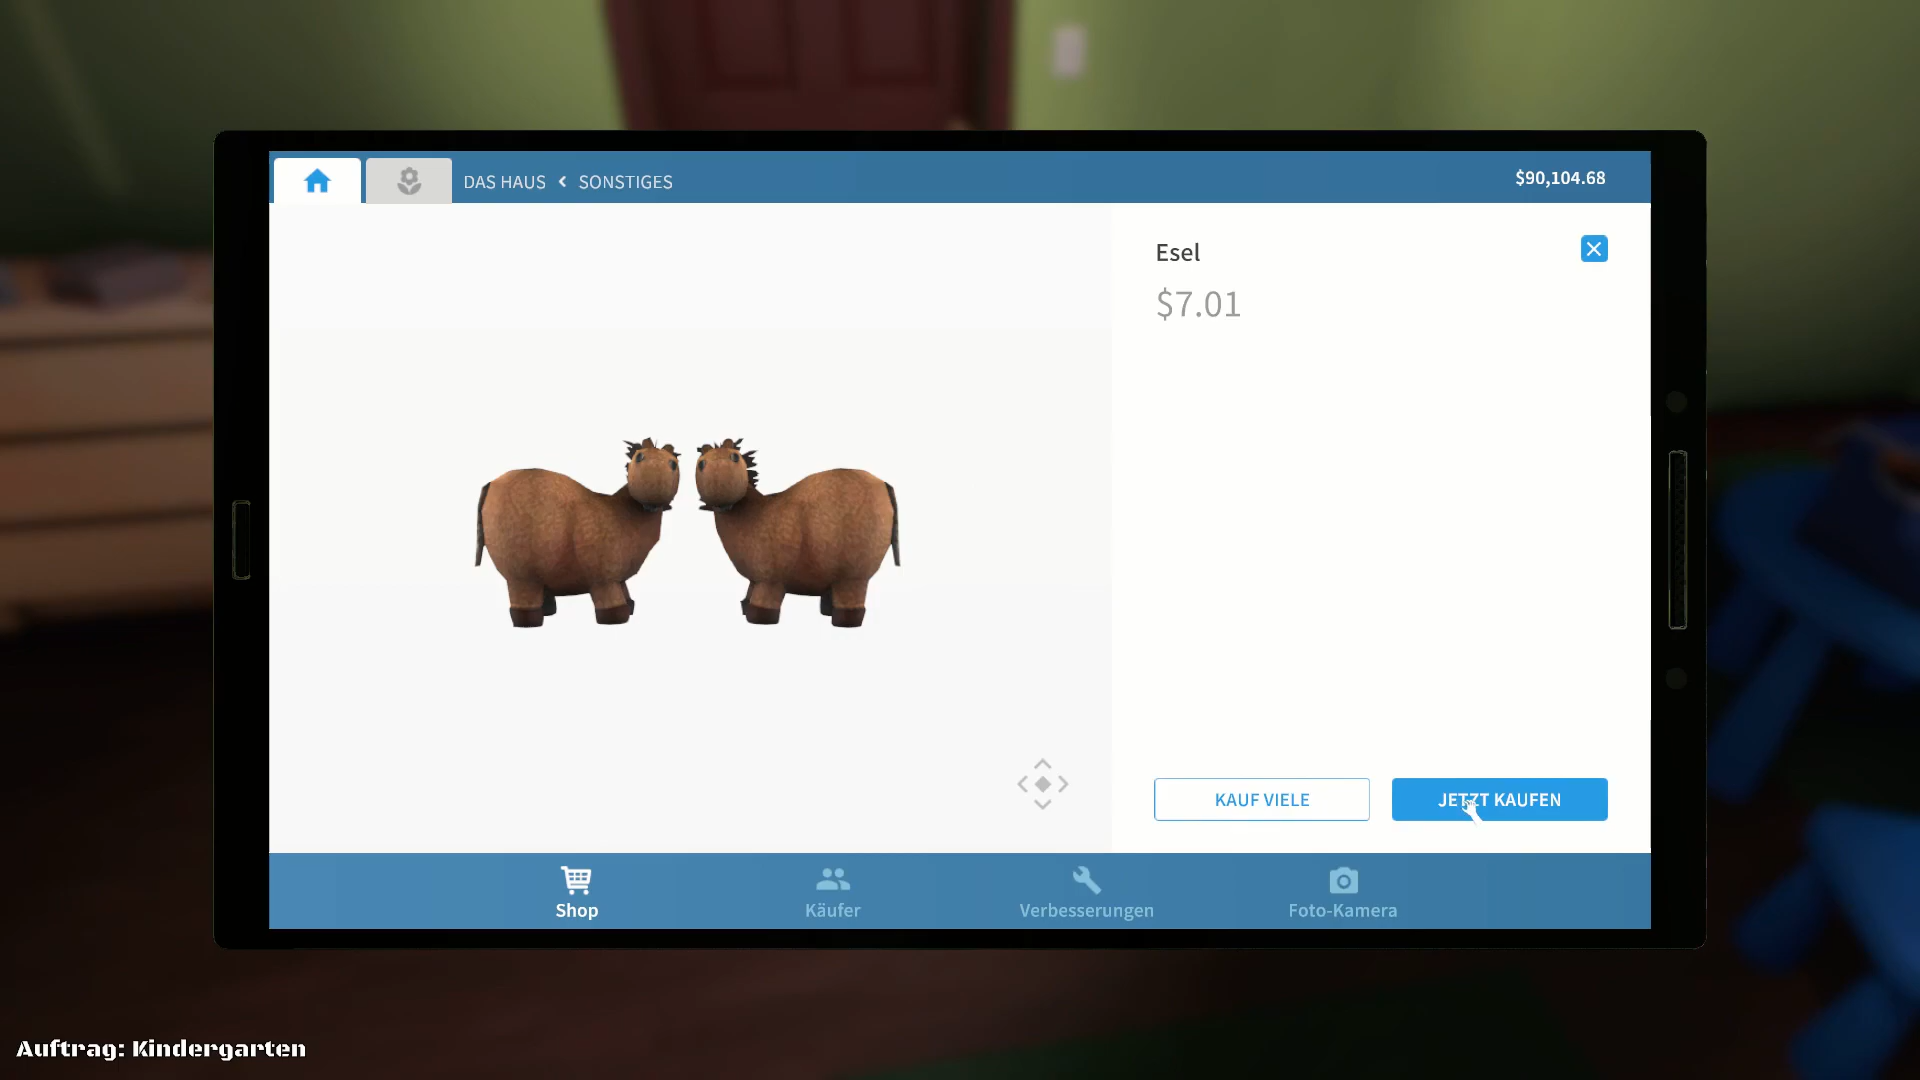 DAS HAUS < SONSTIGES
$90,104.68
Esel
$7.01
KAUF VIELE
JETZT KAUFEN
Shop
Käufer
Verbesserungen
Foto-Kamera
Auftrag: Kindergarten